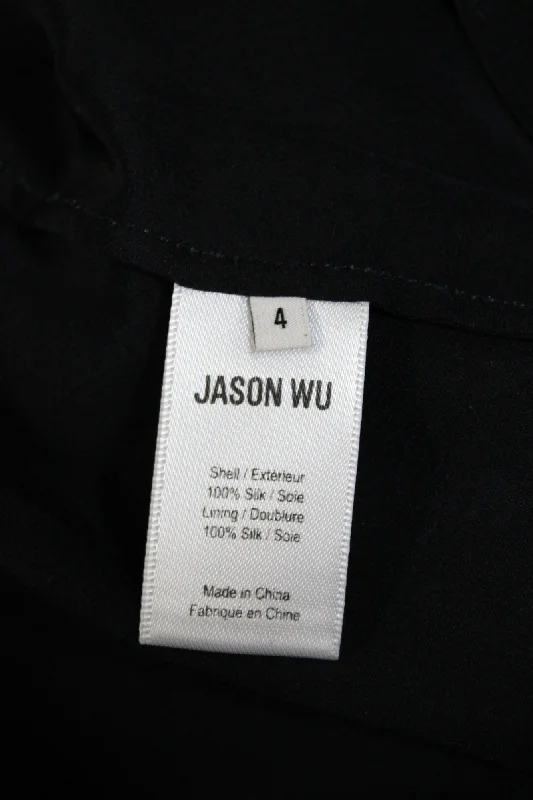 4
JASON WU
Shell / Extérieur
100% Silk / Soie
Lining / Doublure
100% Silk / Soie
Made in China
Fabriqué en Chine